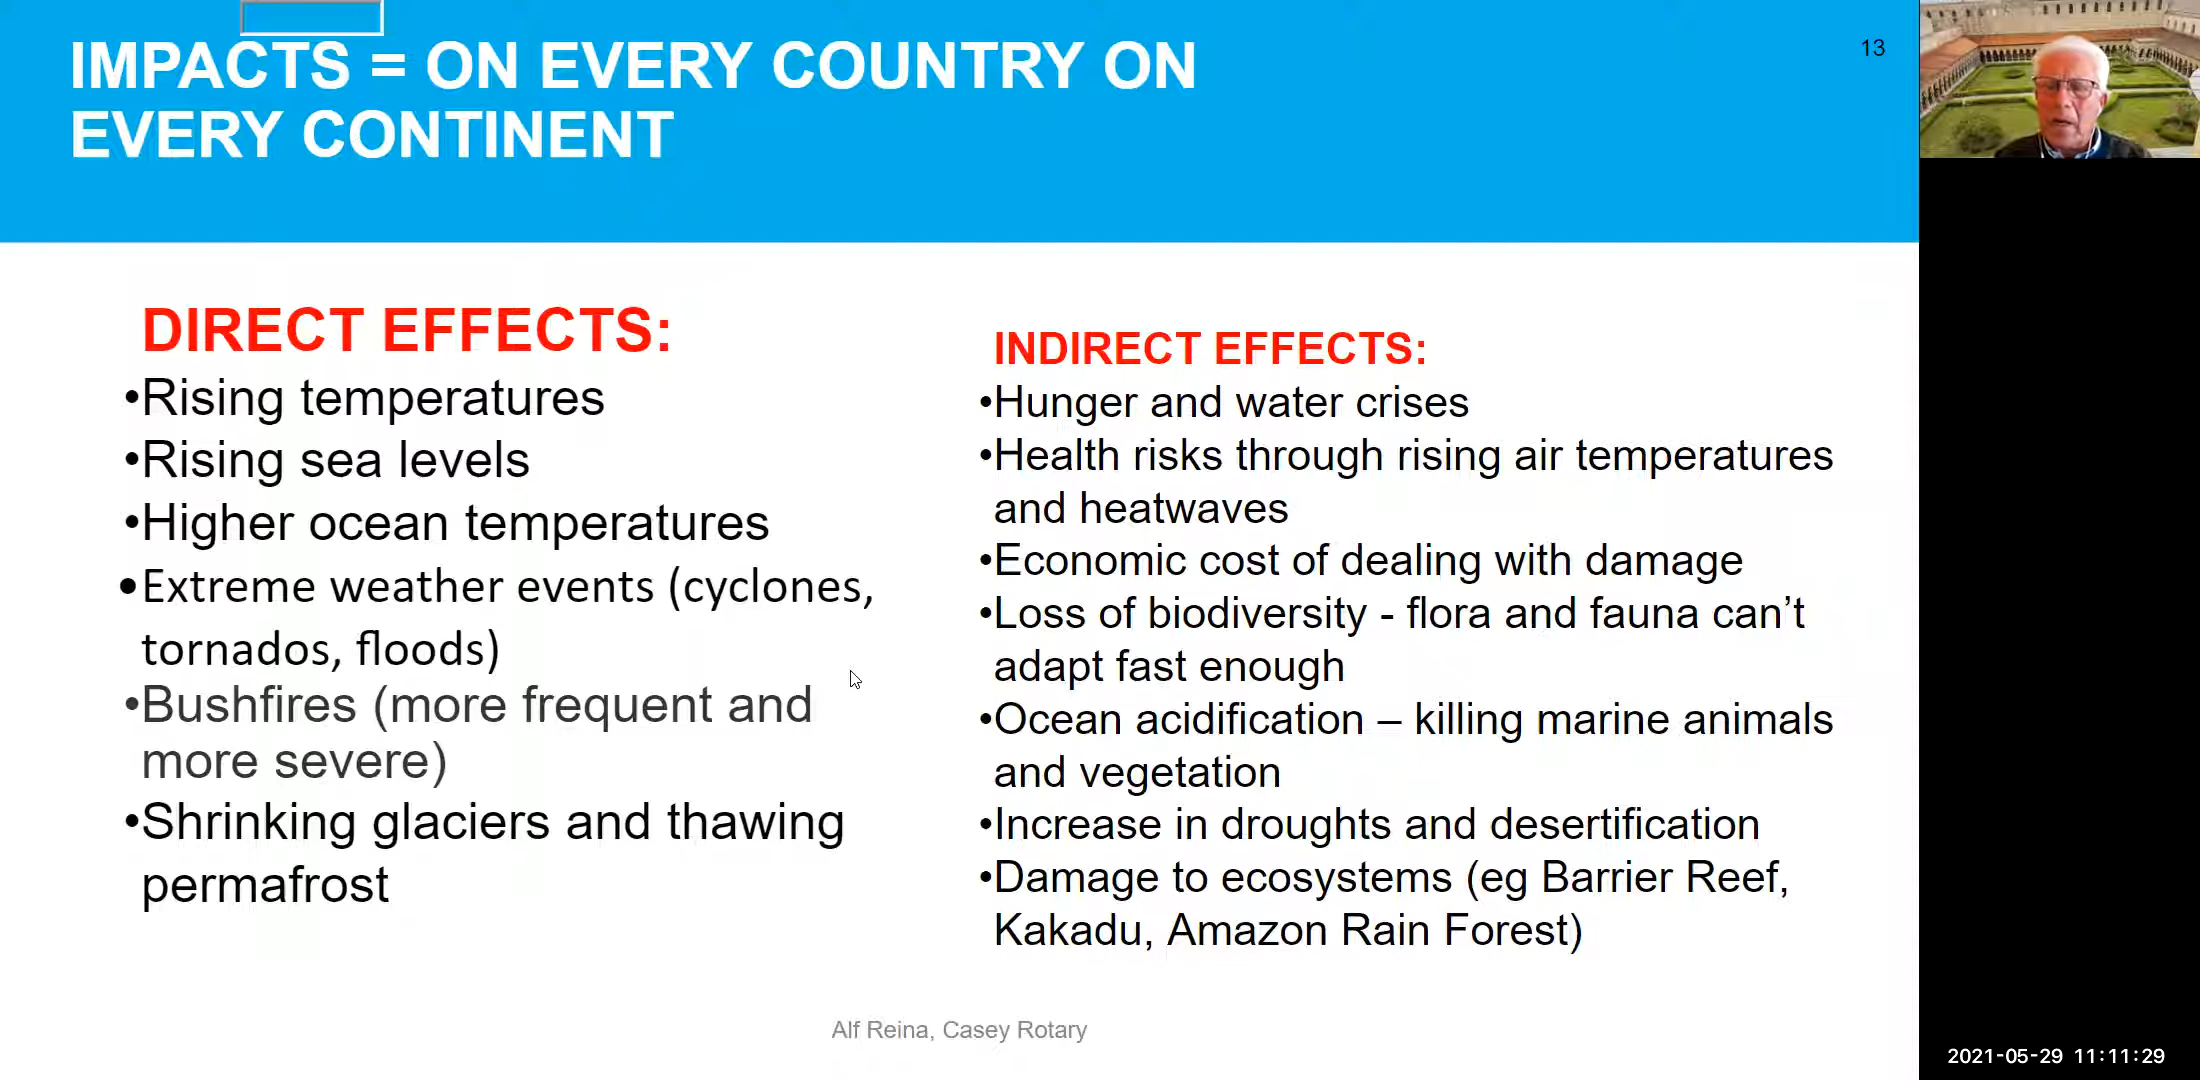 IMPACTS = ON EVERY COUNTRY ON
EVERY CONTINENT
13
DIRECT EFFECTS:
•Rising temperatures
•Rising sea levels
•Higher ocean temperatures
•Extreme weather events (cyclones,
tornados, floods)
•Bushfires (more frequent and
more severe)
•Shrinking glaciers and thawing
permafrost
INDIRECT EFFECTS:
•Hunger and water crises
•Health risks through rising air temperatures
and heatwaves
•Economic cost of dealing with damage
•Loss of biodiversity - flora and fauna can’t
adapt fast enough
•Ocean acidification – killing marine animals
and vegetation
•Increase in droughts and desertification
•Damage to ecosystems (eg Barrier Reef,
Kakadu, Amazon Rain Forest)
Alf Reina, Casey Rotary
2021-05-29 11:11:29